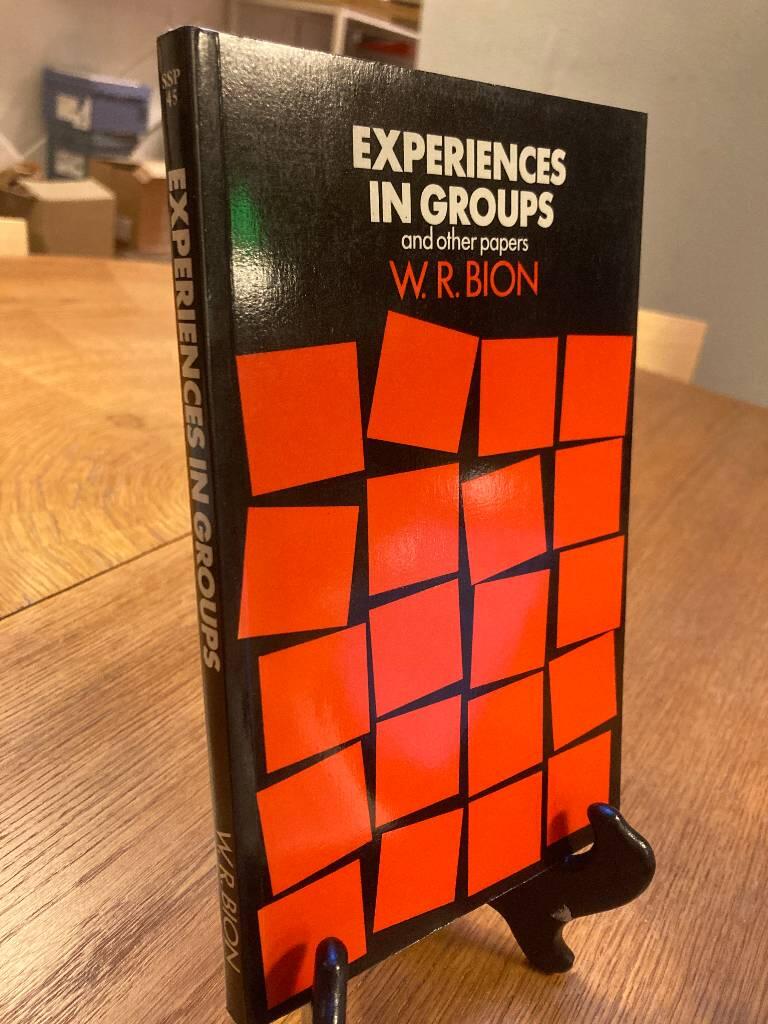 EXPERIENCES
IN GROUPS
and other papers
W. R. BION
SSP
45
EXPERIENCES IN GROUPS
W.R. BION